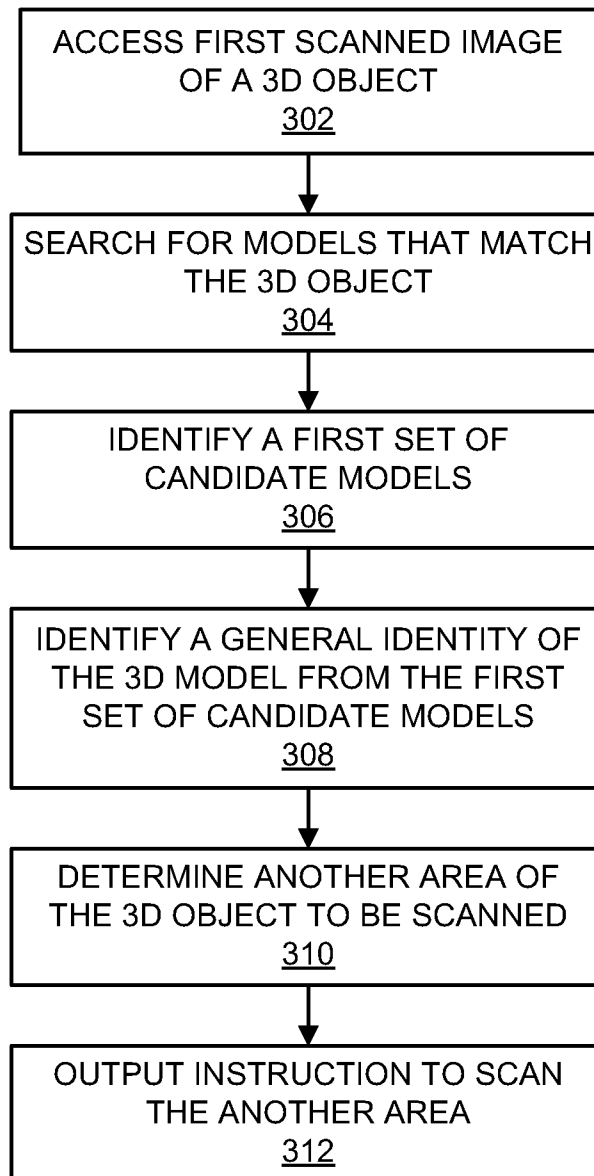 ACCESS FIRST SCANNED IMAGE
OF A 3D OBJECT
302
SEARCH FOR MODELS THAT MATCH
THE 3D OBJECT
304
IDENTIFY A FIRST SET OF
CANDIDATE MODELS
306
IDENTIFY A GENERAL IDENTITY OF
THE 3D MODEL FROM THE FIRST
SET OF CANDIDATE MODELS
308
DETERMINE ANOTHER AREA OF
THE 3D OBJECT TO BE SCANNED
310
OUTPUT INSTRUCTION TO SCAN
THE ANOTHER AREA
312